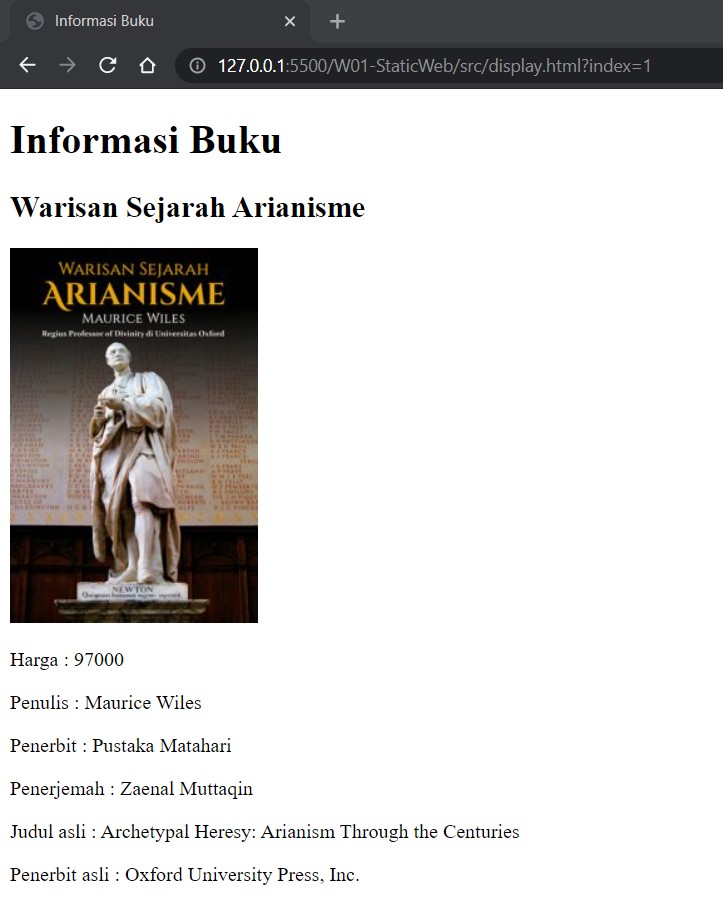 Informasi Buku
127.0.0.1:5500/W01-StaticWeb/src/display.html?index=1
Informasi Buku
Warisan Sejarah Arianisme
WARISAN SEJARAH
ARIANISME
MAURICE WILES
Regius Professor of Divinity di Universitas Oxford
NEWTON
Harga : 97000
Penulis : Maurice Wiles
Penerbit : Pustaka Matahari
Penerjemah : Zaenal Muttaqin
Judul asli : Archetypal Heresy: Arianism Through the Centuries
Penerbit asli : Oxford University Press, Inc.